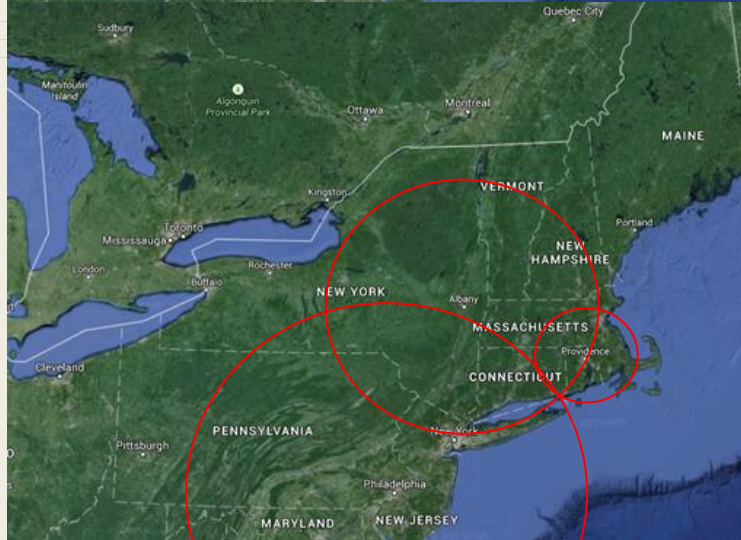 Quebec City
Sudbury
Manitoulin
Island
Algonquin
Provincial Park
Ottawa
Montreal
MAINE
Kingston
VERMONT
Portland
Toronto
Mississauga
NEW
HAMPSHIRE
London
Rochester
Buffalo
NEW YORK
Albany
MASSACHUSETTS
Providence
Cleveland
CONNECTICUT
PENNSYLVANIA
New York
Pittsburgh
Philadelphia
MARYLAND
NEW JERSEY